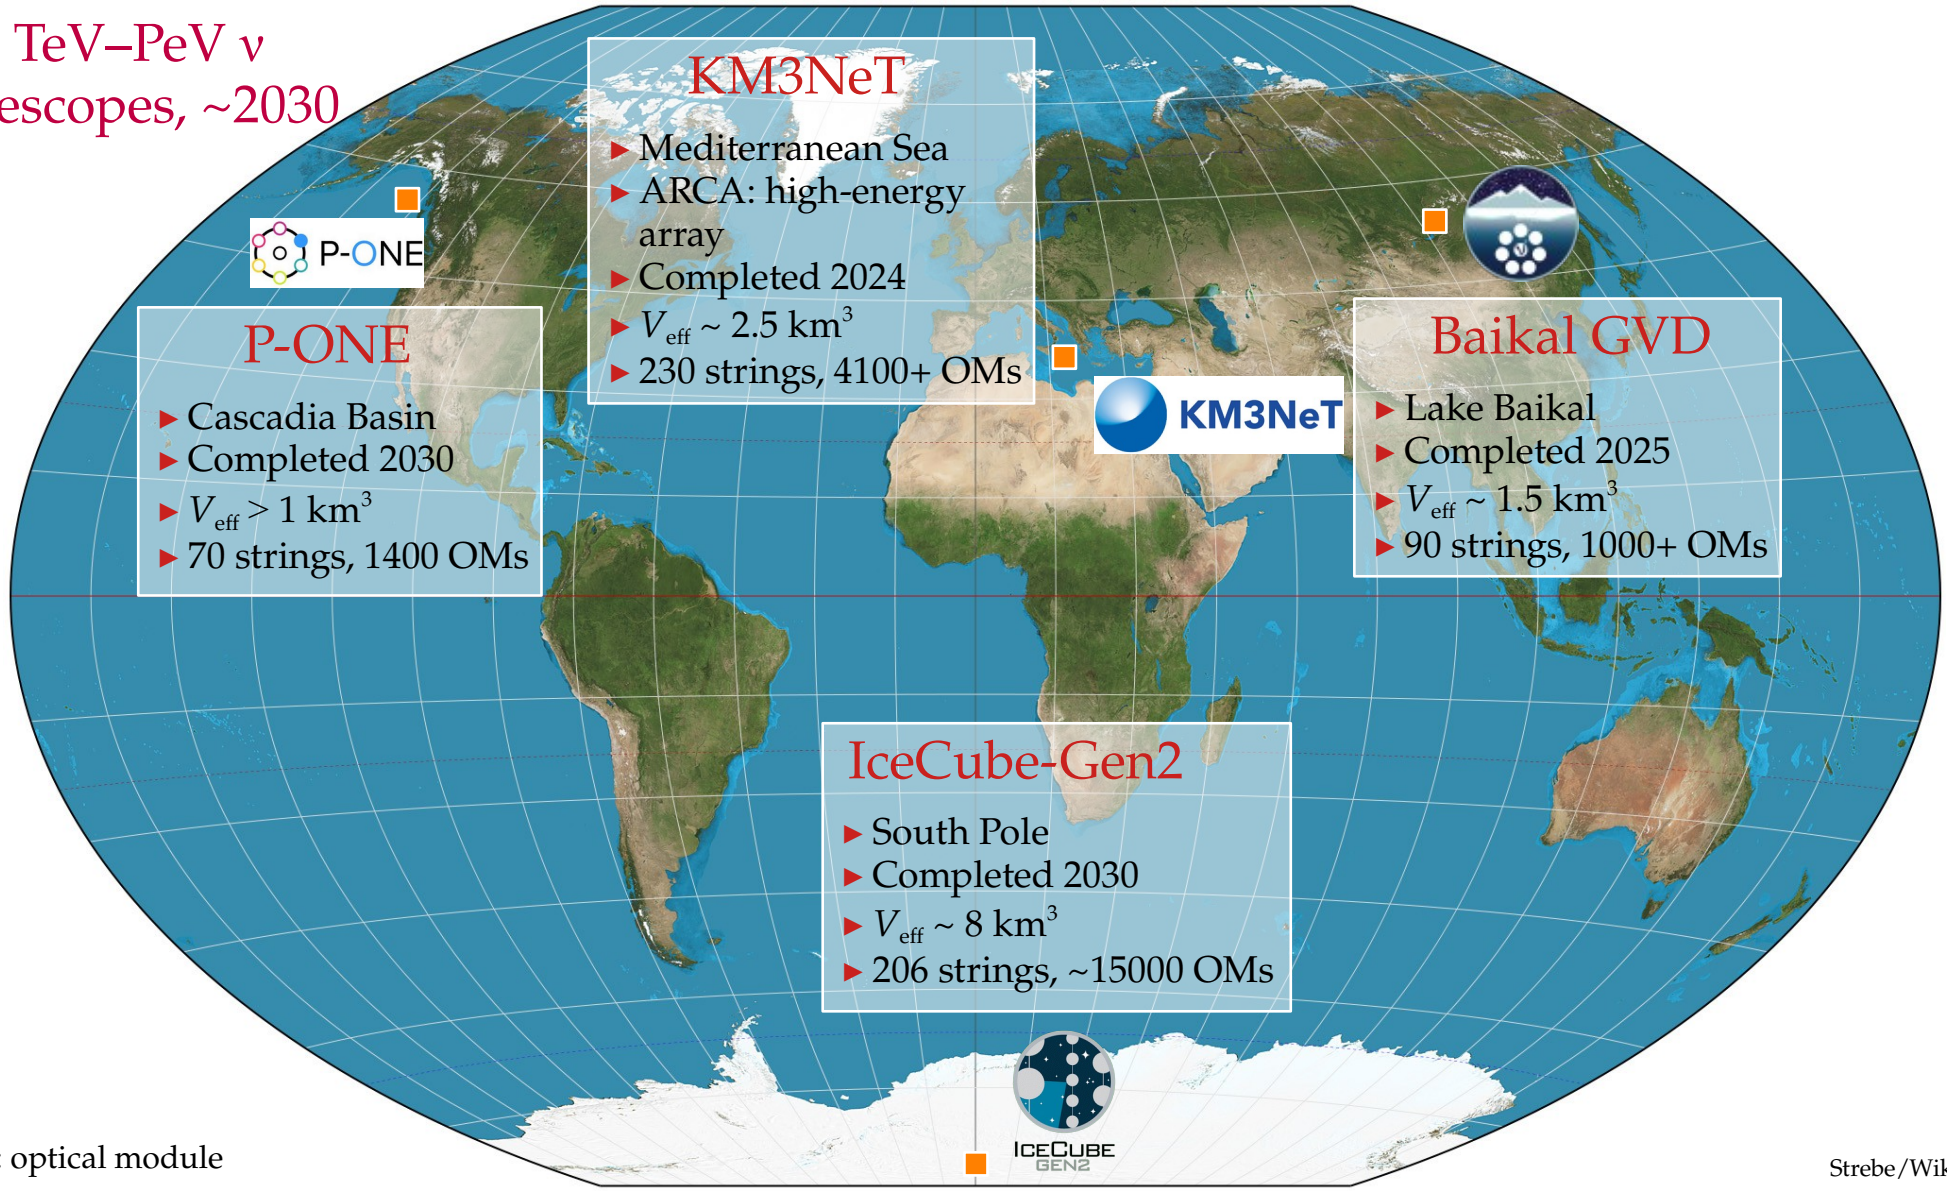 TeV–PeV ν
escopes, ~2030
KM3NeT
► Mediterranean Sea
► ARCA: high-energy
array
► Completed 2024
► V_eff ~ 2.5 km³
► 230 strings, 4100+ OMs
P-ONE
P-ONE
► Cascadia Basin
► Completed 2030
► V_eff > 1 km³
► 70 strings, 1400 OMs
KM3NeT
Baikal GVD
► Lake Baikal
► Completed 2025
► V_eff ~ 1.5 km³
► 90 strings, 1000+ OMs
IceCube-Gen2
► South Pole
► Completed 2030
► V_eff ~ 8 km³
► 206 strings, ~15000 OMs
ICECUBE
GEN2
: optical module
Strebe/Wik